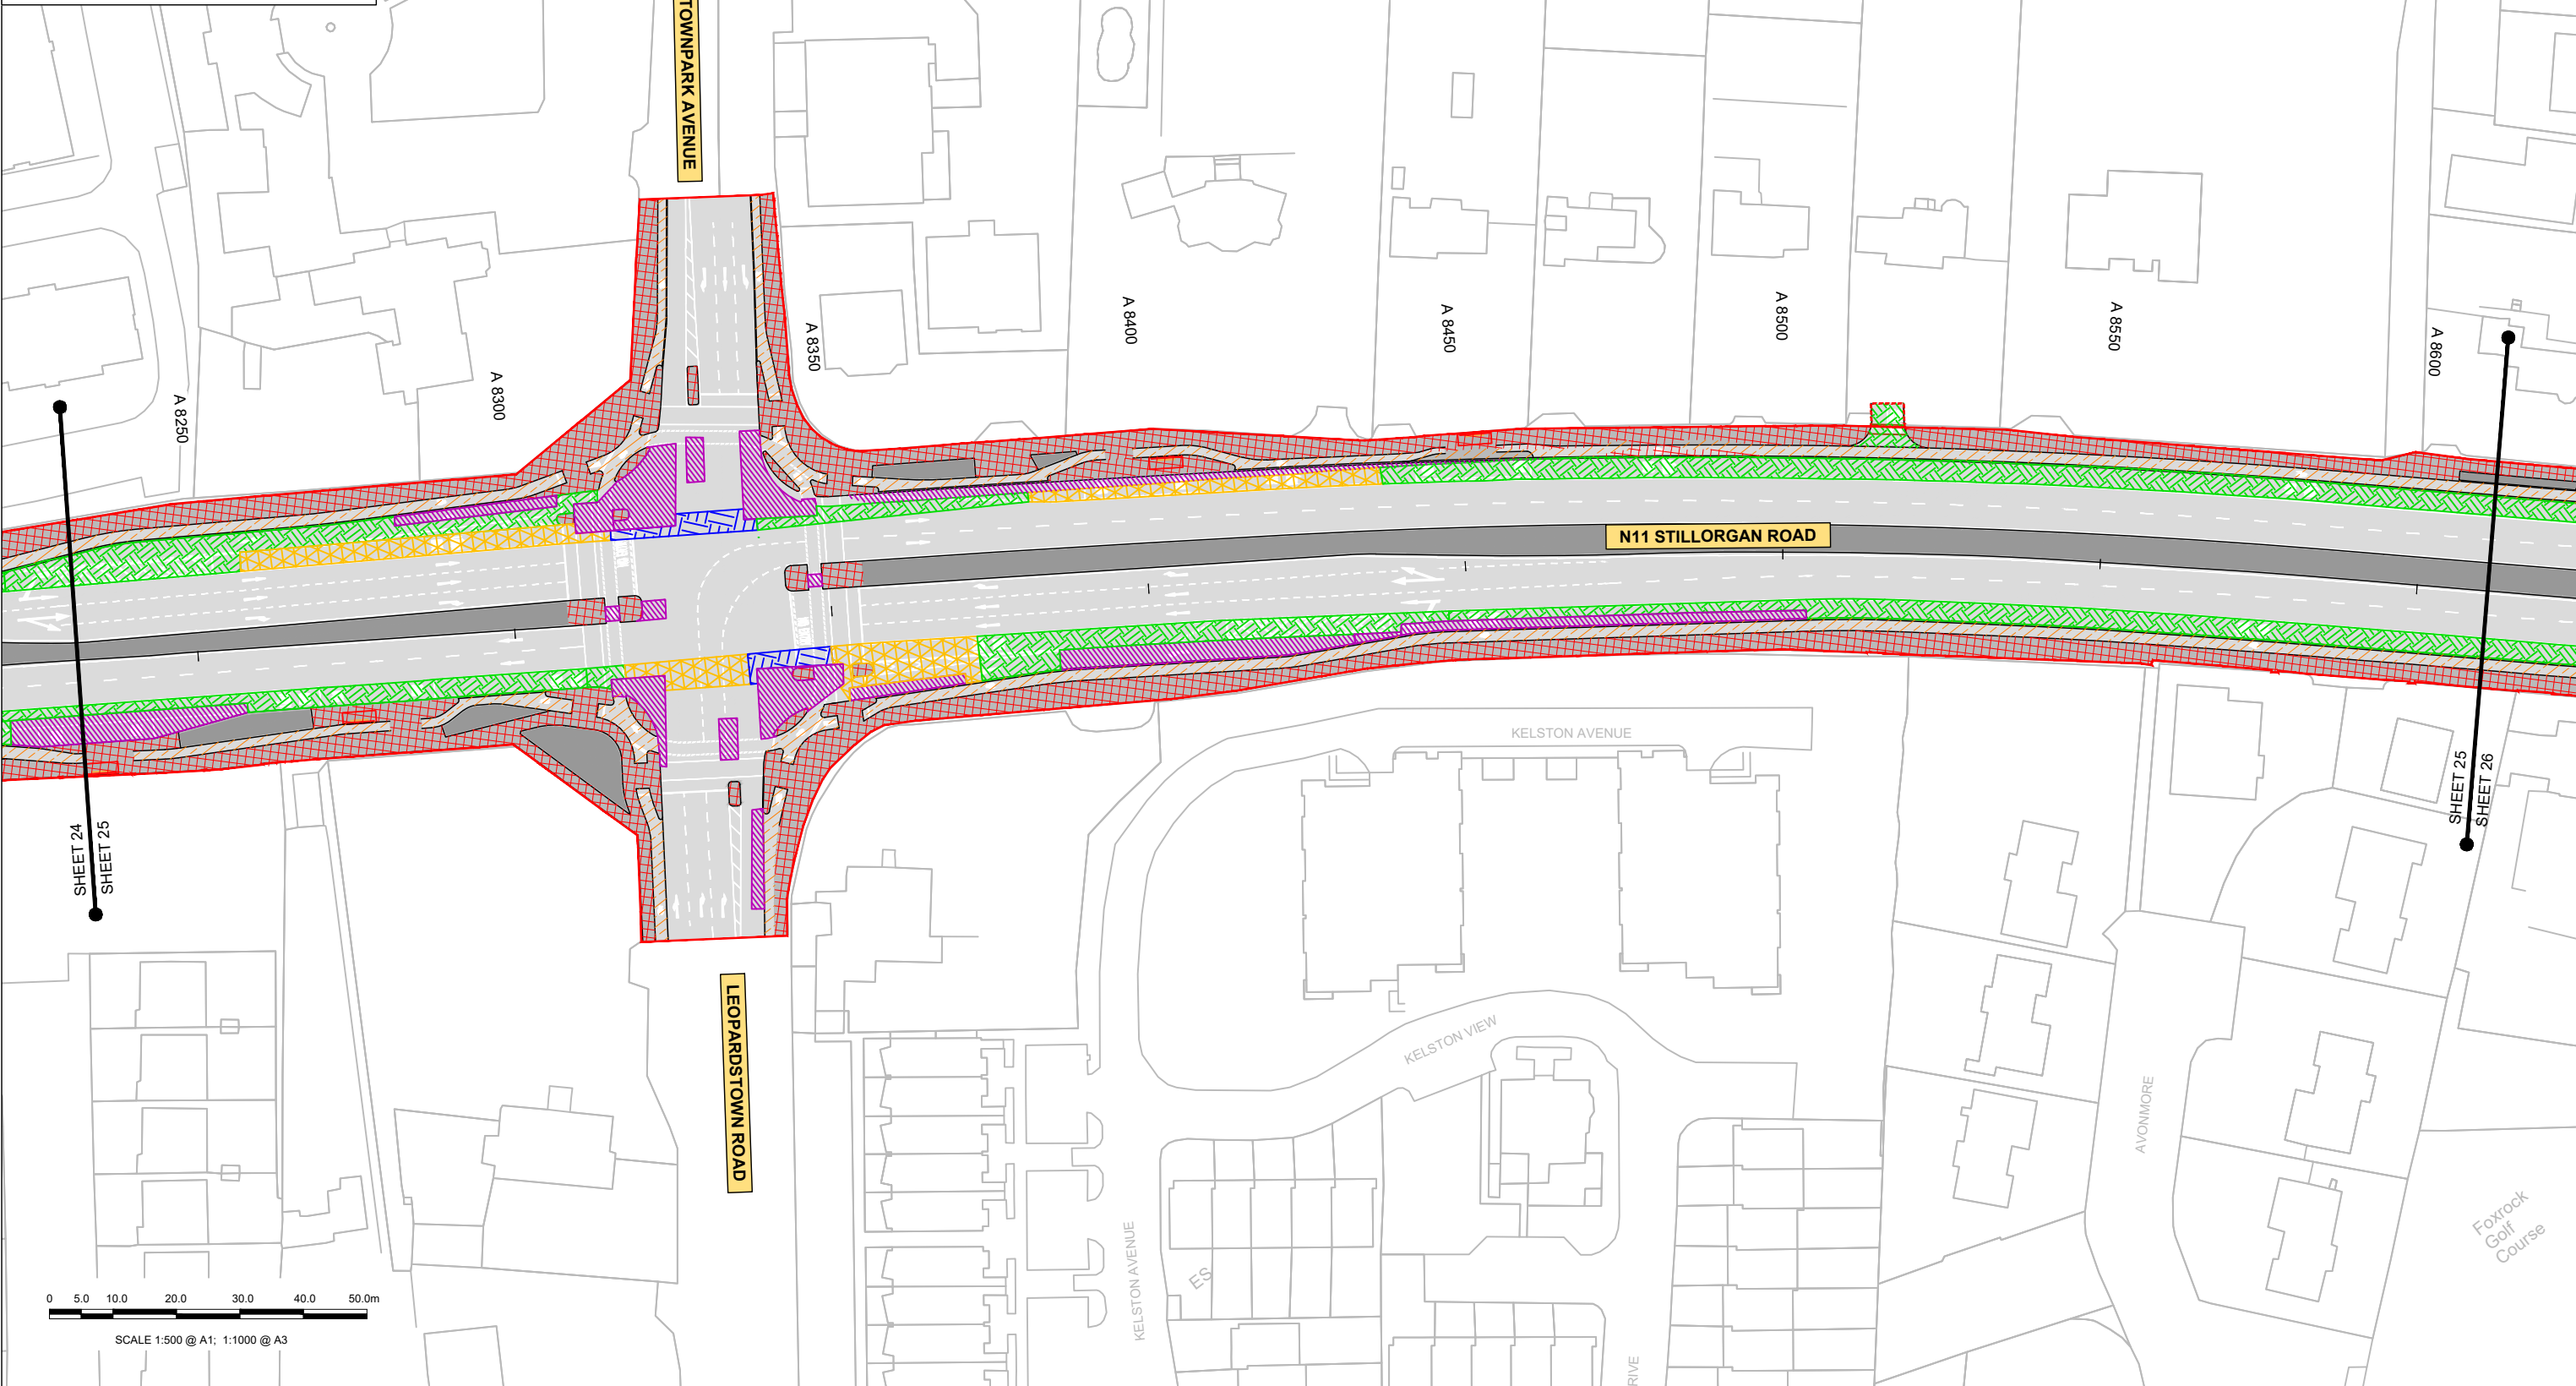 TOWNPARK AVENUE
A 8250
A 8300
A 8350
A 8400
A 8450
A 8500
A 8550
A 8600
N11 STILLORGAN ROAD
KELSTON AVENUE
SHEET 24
SHEET 25
SHEET 25
SHEET 26
LEOPARDSTOWN ROAD
KELSTON VIEW
AVONMORE
KELSTON AVENUE
ES
Foxrock
Golf
Course
RIVE
0 5.0 10.0 20.0 30.0 40.0 50.0m
SCALE 1:500 @ A1; 1:1000 @ A3